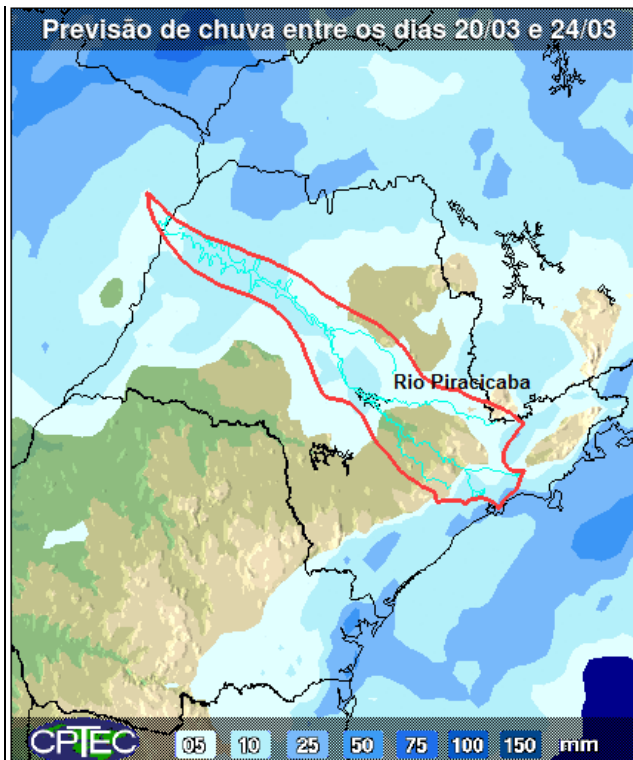 Previsão de chuva entre os dias 20/03 e 24/03
Rio Piracicaba
CPTEC 05 10 25 50 75 100 150 mm